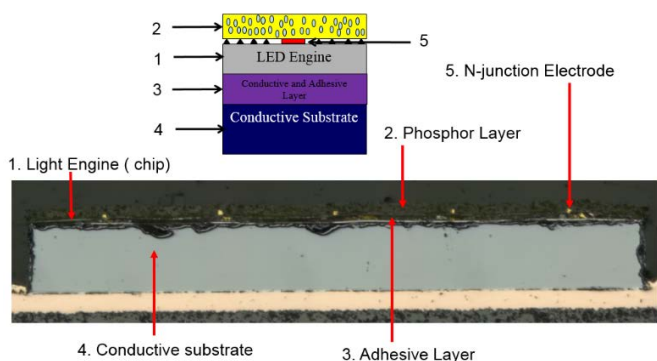 2
5
1
LED Engine
3
Conductive and Adhesive
Layer
4
Conductive Substrate
5. N-junction Electrode
2. Phosphor Layer
1. Light Engine ( chip)
4. Conductive substrate
3. Adhesive Layer